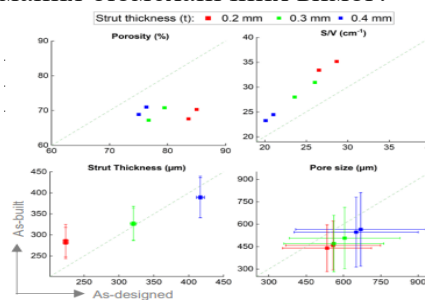 Strut thickness (t): 0.2 mm 0.3 mm 0.4 mm
Porosity (%)
S/V (cm⁻¹)
90
80
70
60
60 70 80 90
40
35
30
25
20
20 25 30 35
Strut Thickness (μm)
Pore size (μm)
450
400
350
300
250
250 300 350 400 450
900
750
600
450
300
300 450 600 750 900
As-built
As-designed